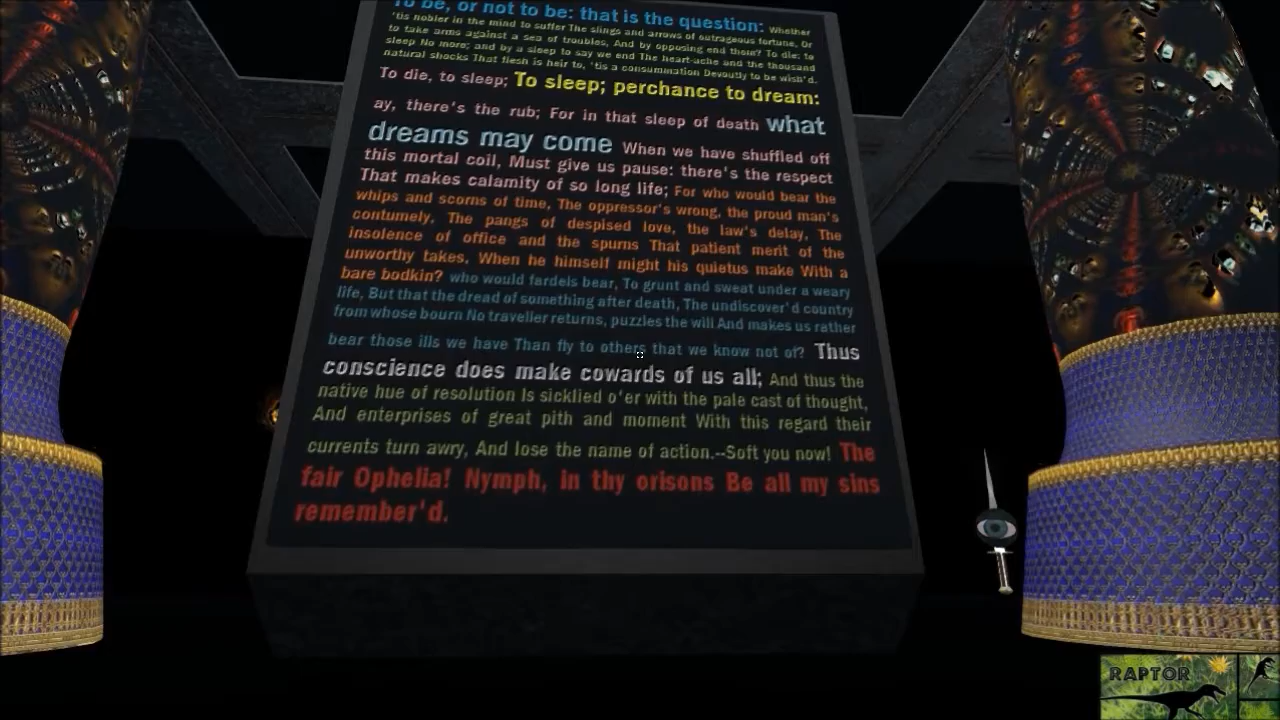 To be, or not to be: that is the question: Whether
'tis nobler in the mind to suffer The slings and arrows of outrageous fortune, Or
to take arms against a sea of troubles, And by opposing end them? To die: to
sleep No more; and by a sleep to say we end The heart-ache and the thousand
natural shocks That flesh is heir to, 'tis a consummation Devoutly to be wish'd.
To die, to sleep; To sleep; perchance to dream:
ay, there's the rub; For in that sleep of death what
dreams may come When we have shuffled off
this mortal coil, Must give us pause: there's the respect
That makes calamity of so long life; For who would bear the
whips and scorns of time, The oppressor's wrong, the proud man's
contumely, The pangs of despised love, the law's delay, The
insolence of office and the spurns That patient merit of the
unworthy takes, When he himself might his quietus make With a
bare bodkin? who would fardels bear, To grunt and sweat under a weary
life, But that the dread of something after death, The undiscover'd country
from whose bourn No traveller returns, puzzles the will And makes us rather
bear those ills we have Than fly to others that we know not of? Thus
conscience does make cowards of us all; And thus the
native hue of resolution Is sicklied o'er with the pale cast of thought,
And enterprises of great pith and moment With this regard their
currents turn awry, And lose the name of action.--Soft you now! The
fair Ophelia! Nymph, in thy orisons Be all my sins
remember'd.
RAPTOR